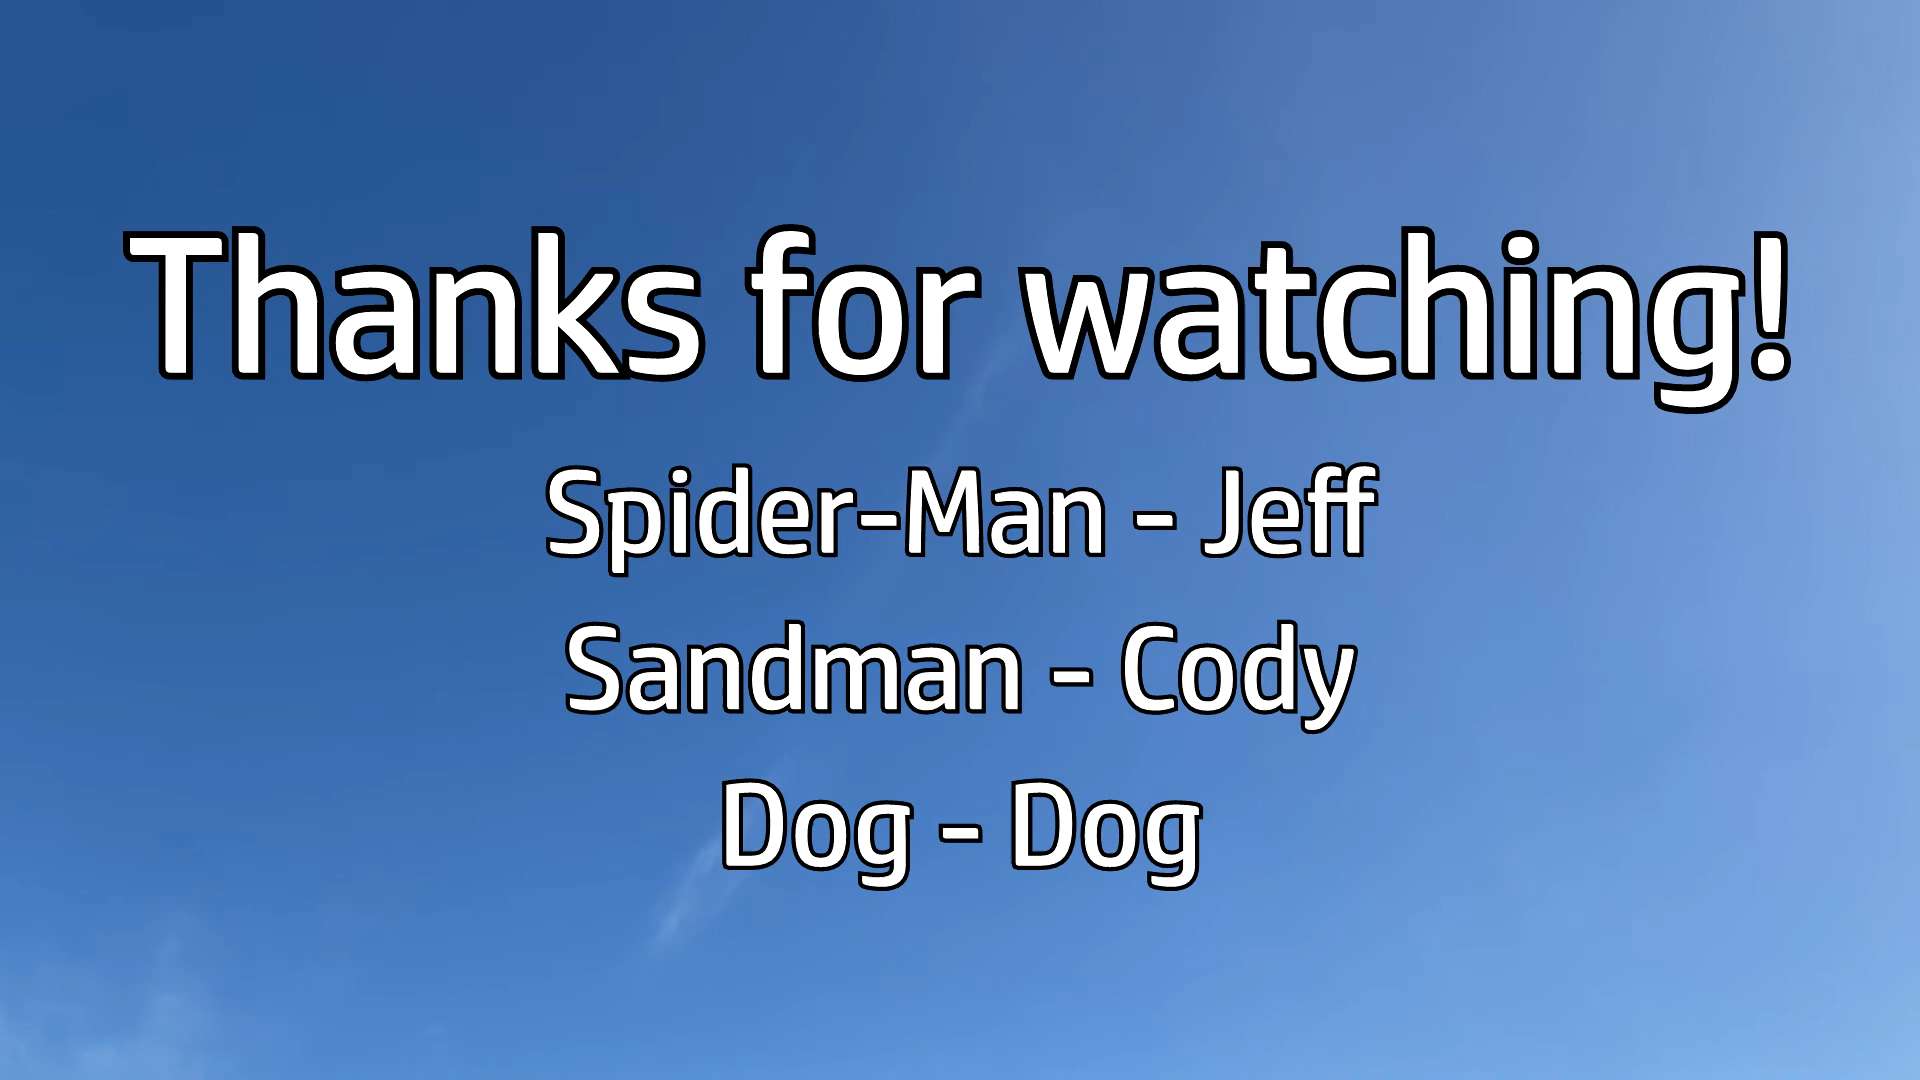 Thanks for watching!
Spider-Man - Jeff
Sandman - Cody
Dog - Dog